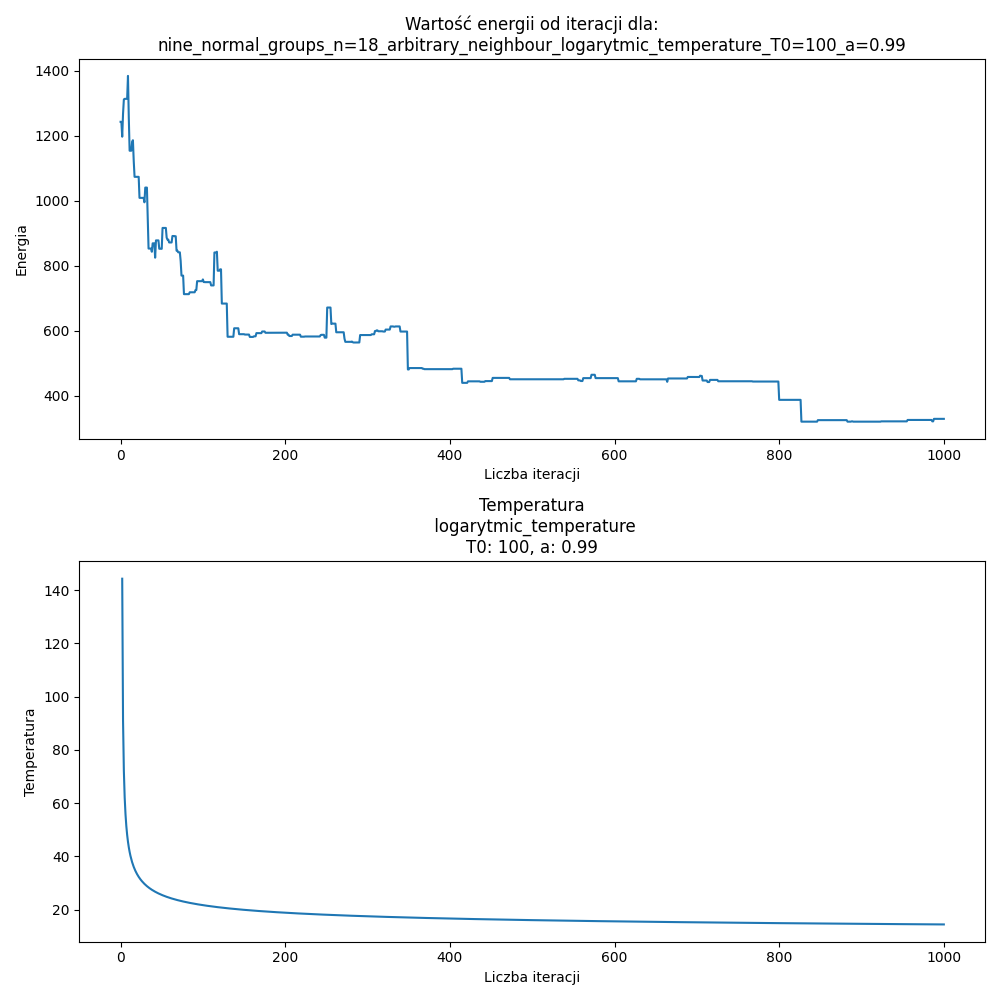 Wartość energii od iteracji dla:
nine_normal_groups_n=18_arbitrary_neighbour_logarytmic_temperature_T0=100_a=0.99
1400
1200
1000
800
600
400
Energia
0 200 400 600 800 1000
Liczba iteracji
Temperatura
logarytmic_temperature
T0: 100, a: 0.99
140
120
100
80
60
40
20
Temperatura
0 200 400 600 800 1000
Liczba iteracji